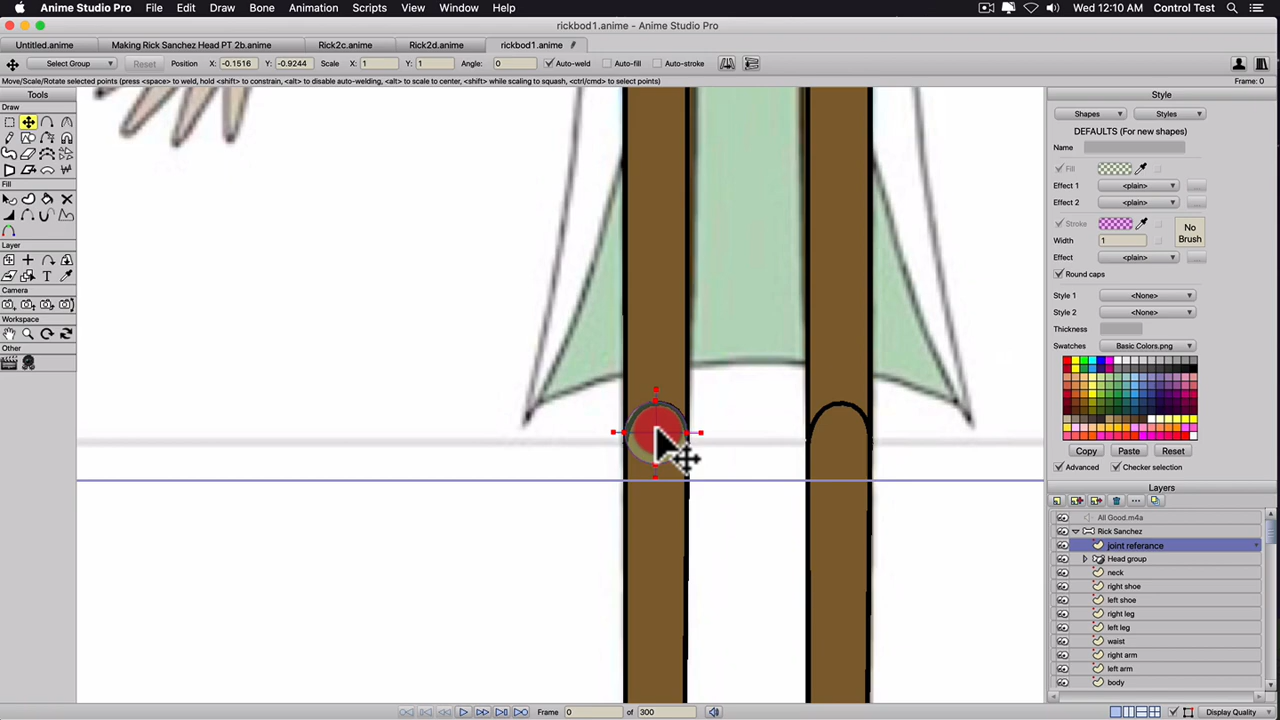 Anime Studio Pro File Edit Draw Bone Animation Scripts View Window Help Wed 12:10 AM Control Test
rickbod1.anime - Anime Studio Pro
Untitled.anime Making Rick Sanchez Head PT 2b.anime Rick2c.anime Rick2d.anime rickbod1.anime
Select Group Reset Position X: -0.1516 Y: -0.9244 Scale X: 1 Y: 1 Angle: 0 Auto-weld Auto-fill Auto-stroke
Move/Scale/Rotate selected points (press <space> to weld, hold <shift> to constrain, <alt> to disable auto-welding, <alt> to scale to center, <shift> while scaling to squash, <ctrl/cmd> to select points) Frame: 0
Tools
Draw
Fill
Layer
Camera
Workspace
Other
Style
Shapes Styles
DEFAULTS (For new shapes)
Name
Fill
Effect 1 <plain> ...
Effect 2 <plain> ...
Stroke
Width 1
No Brush
Effect <plain> ...
Round caps
Style 1 <None>
Style 2 <None>
Thickness
Swatches Basic Colors.png
Copy Paste Reset
Advanced Checker selection
Layers
All Good.m4a
Rick Sanchez
joint referance
Head group
neck
right shoe
left shoe
right leg
left leg
waist
right arm
left arm
body
Frame 0 of 300 Display Quality